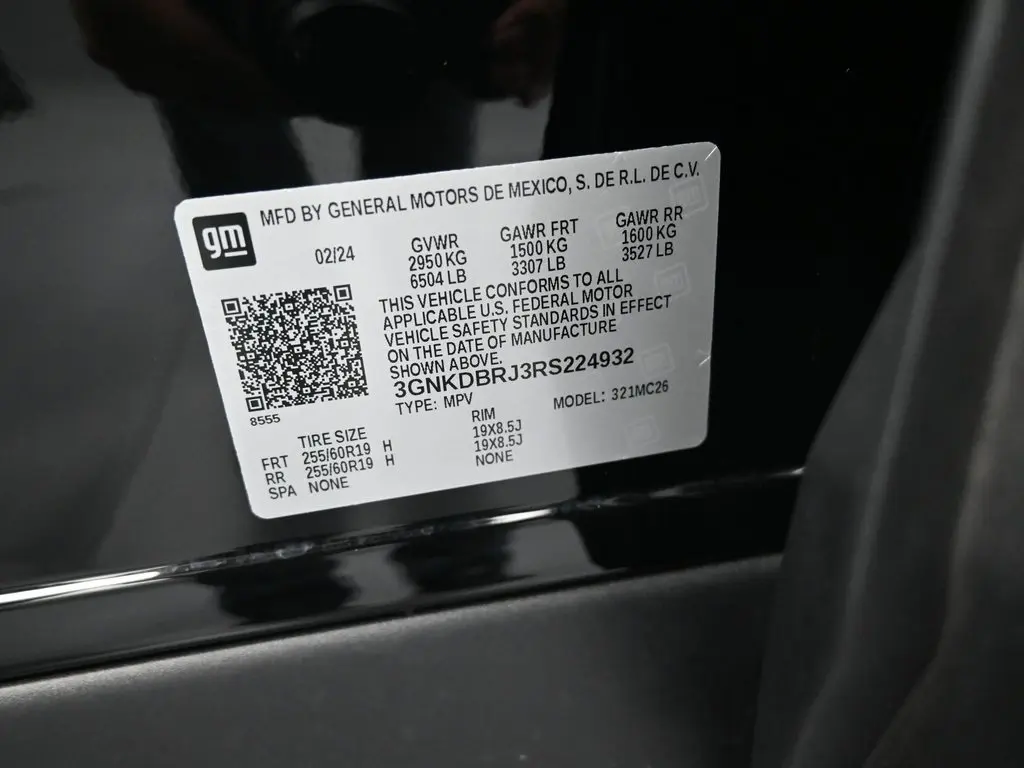 gm
MFD BY GENERAL MOTORS DE MEXICO, S. DE R.L. DE C.V.
02/24
GVWR
2950 KG
6504 LB
GAWR FRT
1500 KG
3307 LB
GAWR RR
1600 KG
3527 LB
THIS VEHICLE CONFORMS TO ALL
APPLICABLE U.S. FEDERAL MOTOR
VEHICLE SAFETY STANDARDS IN EFFECT
ON THE DATE OF MANUFACTURE
SHOWN ABOVE.
3GNKDBRJ3RS224932
TYPE: MPV
MODEL: 321MC26
8555
TIRE SIZE RIM
FRT 255/60R19 H 19X8.5J
RR 255/60R19 H 19X8.5J
SPA NONE NONE